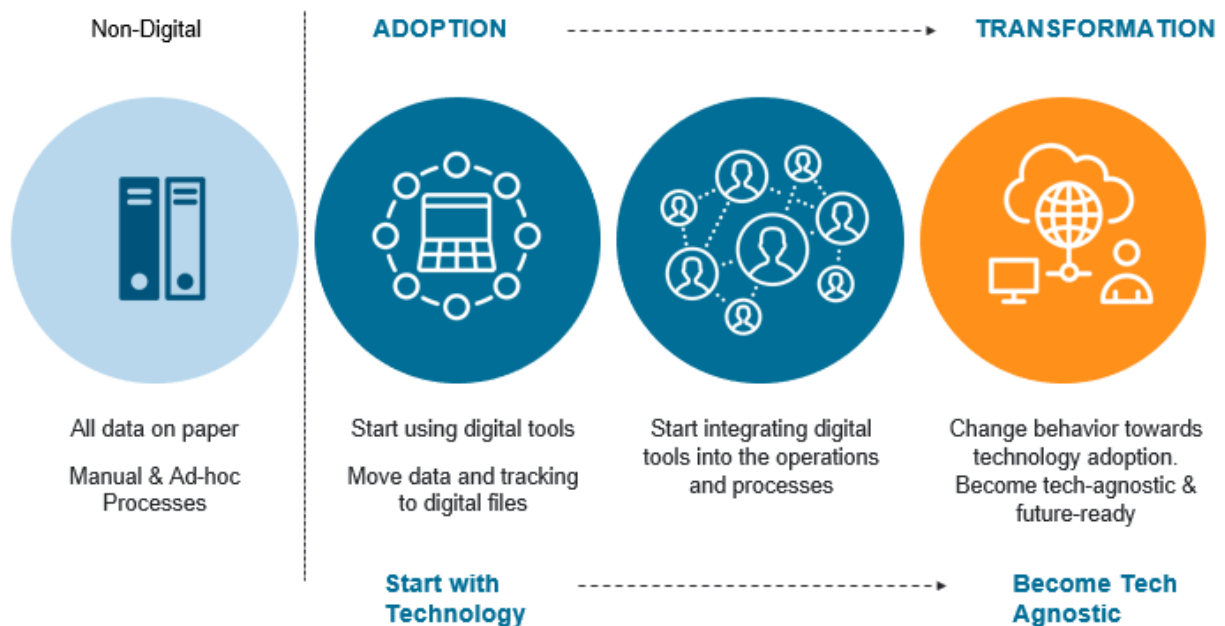 Non-Digital
ADOPTION
TRANSFORMATION
All data on paper
Manual & Ad-hoc
Processes
Start using digital tools
Move data and tracking
to digital files
Start integrating digital
tools into the operations
and processes
Change behavior towards
technology adoption.
Become tech-agnostic &
future-ready
Start with
Technology
Become Tech
Agnostic